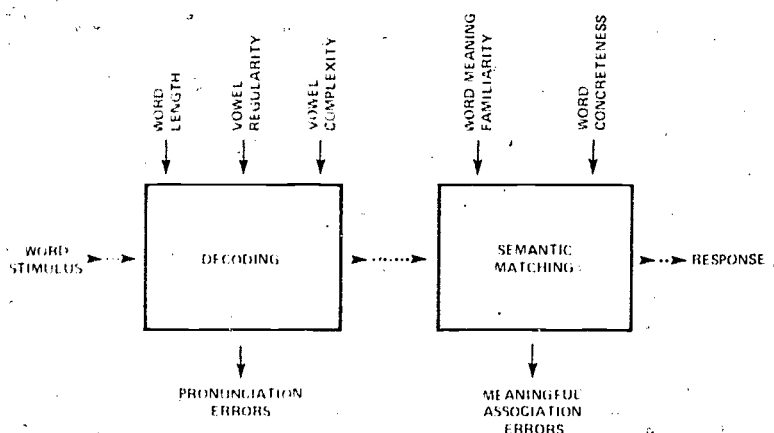 WORD
LENGTH
VOWEL
REGULARITY
VOWEL
COMPLEXITY
WORD MEANING
FAMILIARITY
WORD
CONCRETENESS
WORD
STIMULUS
DECODING
SEMANTIC
MATCHING
RESPONSE
PRONUNCIATION
ERRORS
MEANINGFUL
ASSOCIATION
ERRORS